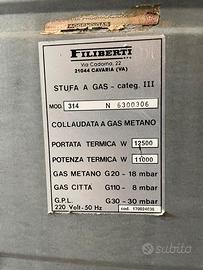 FILIBERTI
Via Cadorna, 22
21044 CAVARIA (VA)
STUFA A GAS - categ. III
MOD. 314 N 6300306
COLLAUDATA A GAS METANO
PORTATA TERMICA W 12500
POTENZA TERMICA W 11000
GAS METANO G20 - 18 mbar
GAS CITTA G110 - 8 mbar
G.P.L. G30 - 30 mbar
220 Volt - 50 Hz
subito